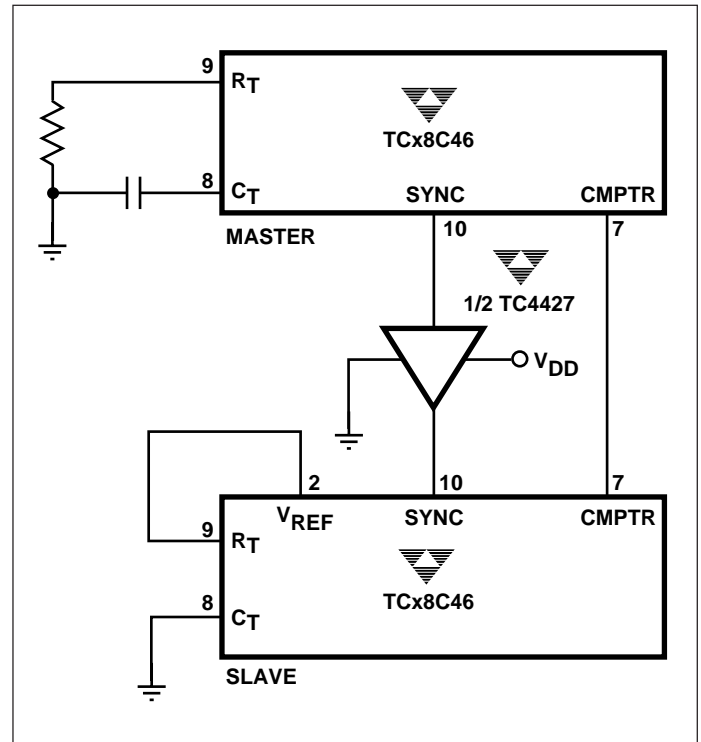 9
RT
TCx8C46
8
CT
SYNC
CMPTR
MASTER
10
7
1/2 TC4427
VDD
2
10
7
VREF
SYNC
CMPTR
9
RT
TCx8C46
8
CT
SLAVE